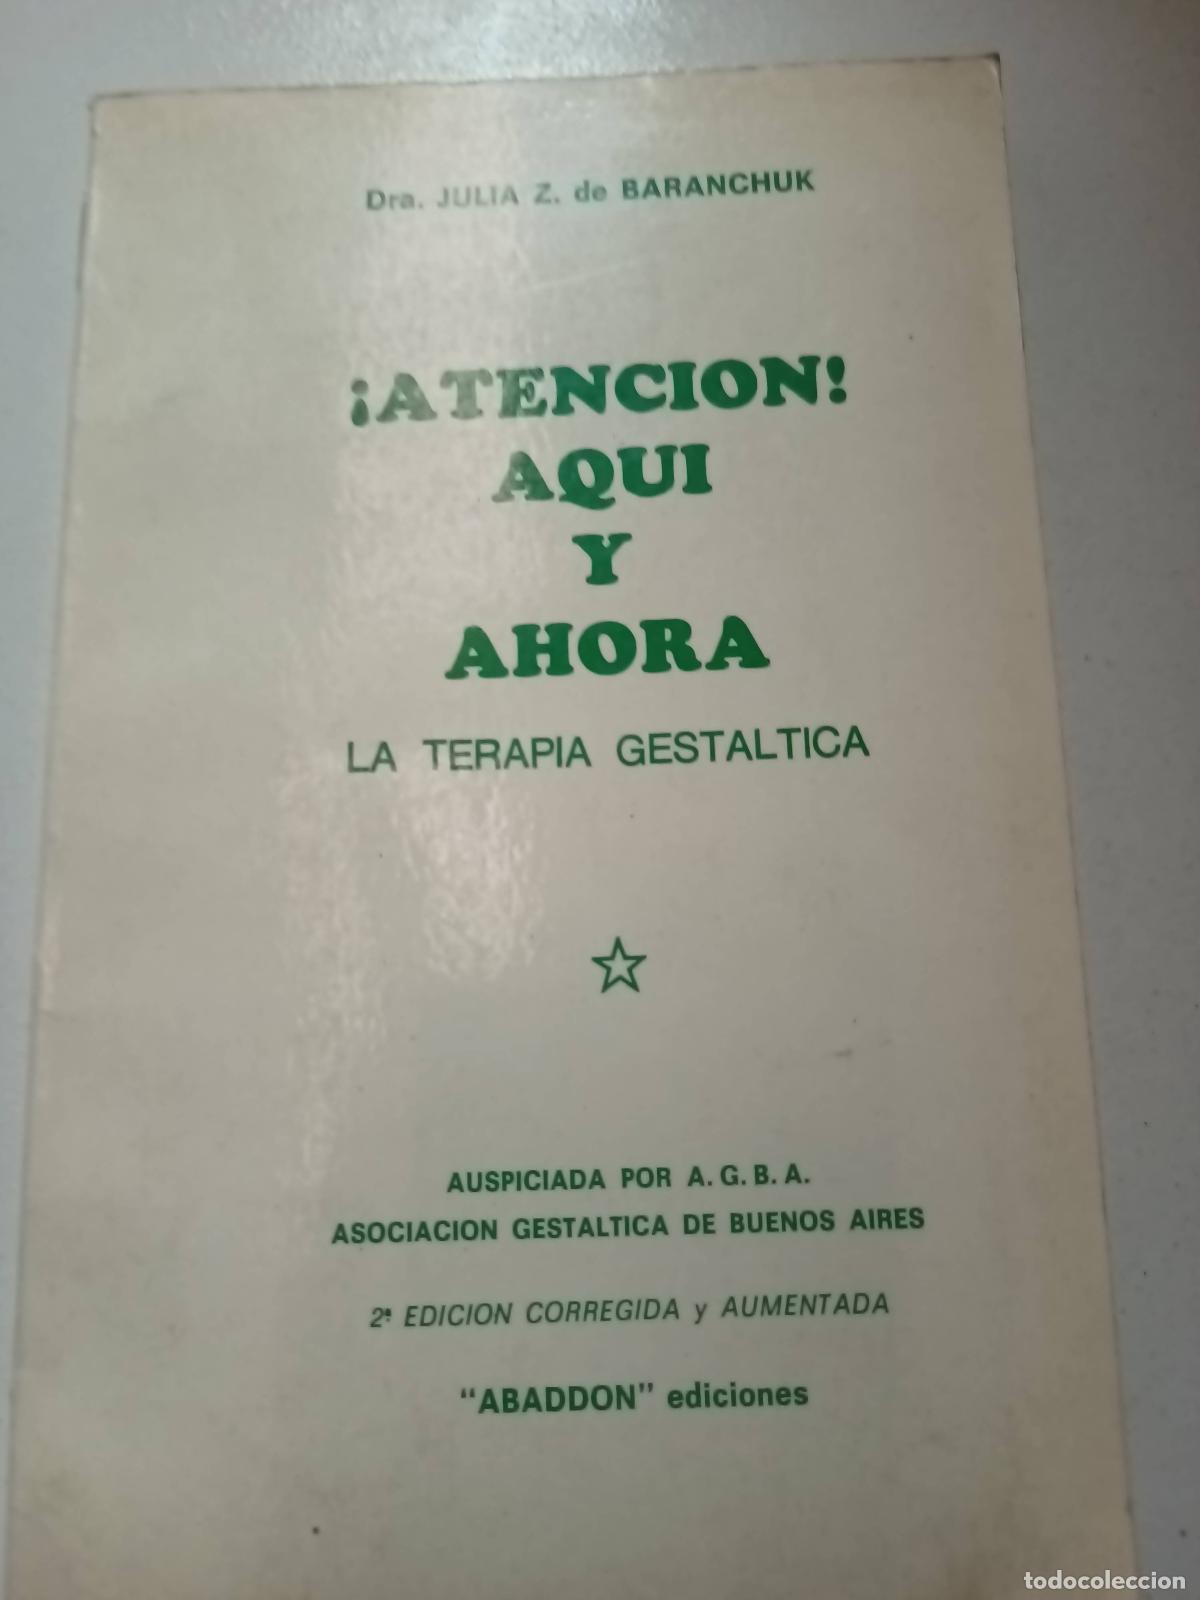 Dra. JULIA Z. de BARANCHUK
¡ATENCION!
AQUI
Y
AHORA
LA TERAPIA GESTALTICA
AUSPICIADA POR A.G.B.A.
ASOCIACION GESTALTICA DE BUENOS AIRES
2ª EDICION CORREGIDA y AUMENTADA
"ABADDON" ediciones
todocoleccion